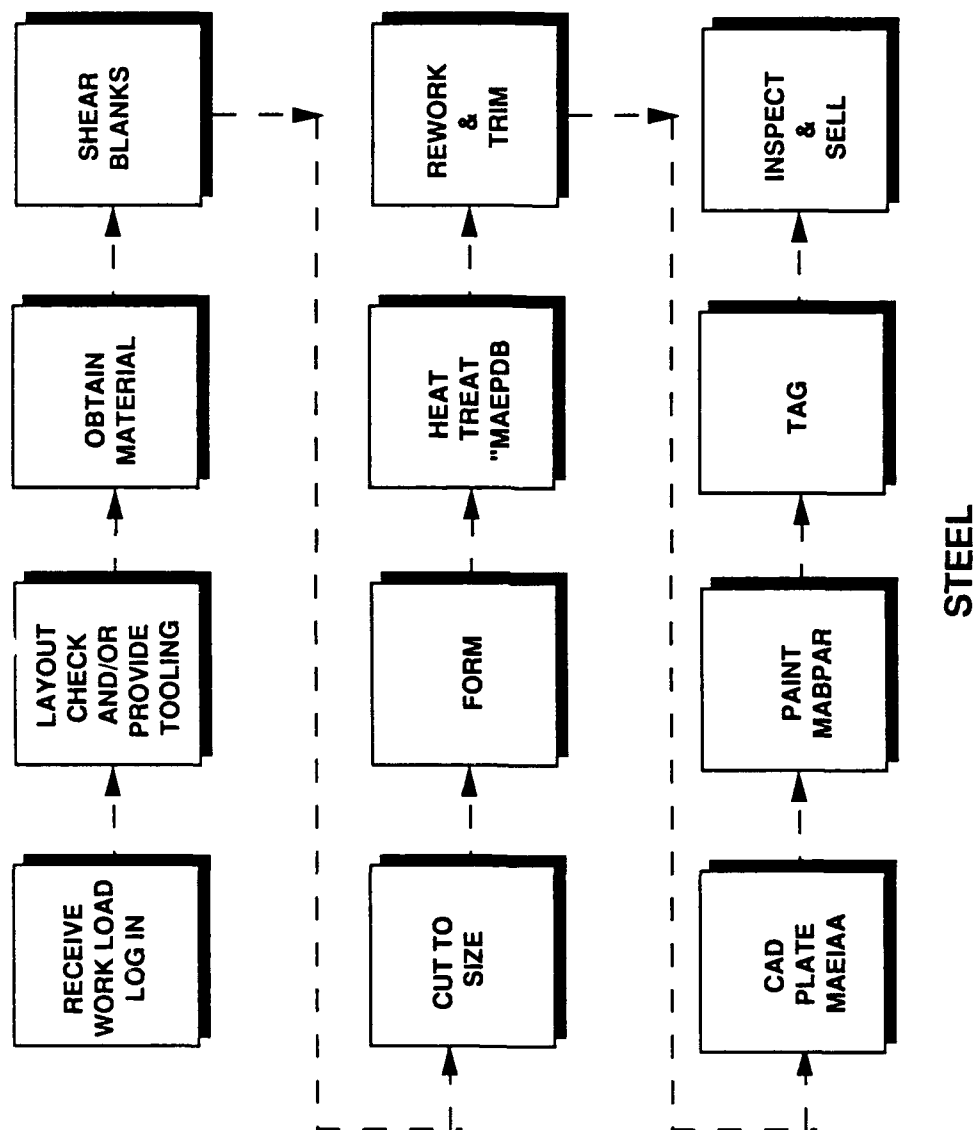 RECEIVE
WORK LOAD
LOG IN
LAYOUT
CHECK
AND/OR
PROVIDE
TOOLING
OBTAIN
MATERIAL
SHEAR
BLANKS
CUT TO
SIZE
FORM
HEAT
TREAT
"MAEPDB
REWORK
&
TRIM
CAD
PLATE
MAEIAA
PAINT
MABPAR
TAG
INSPECT
&
SELL
STEEL